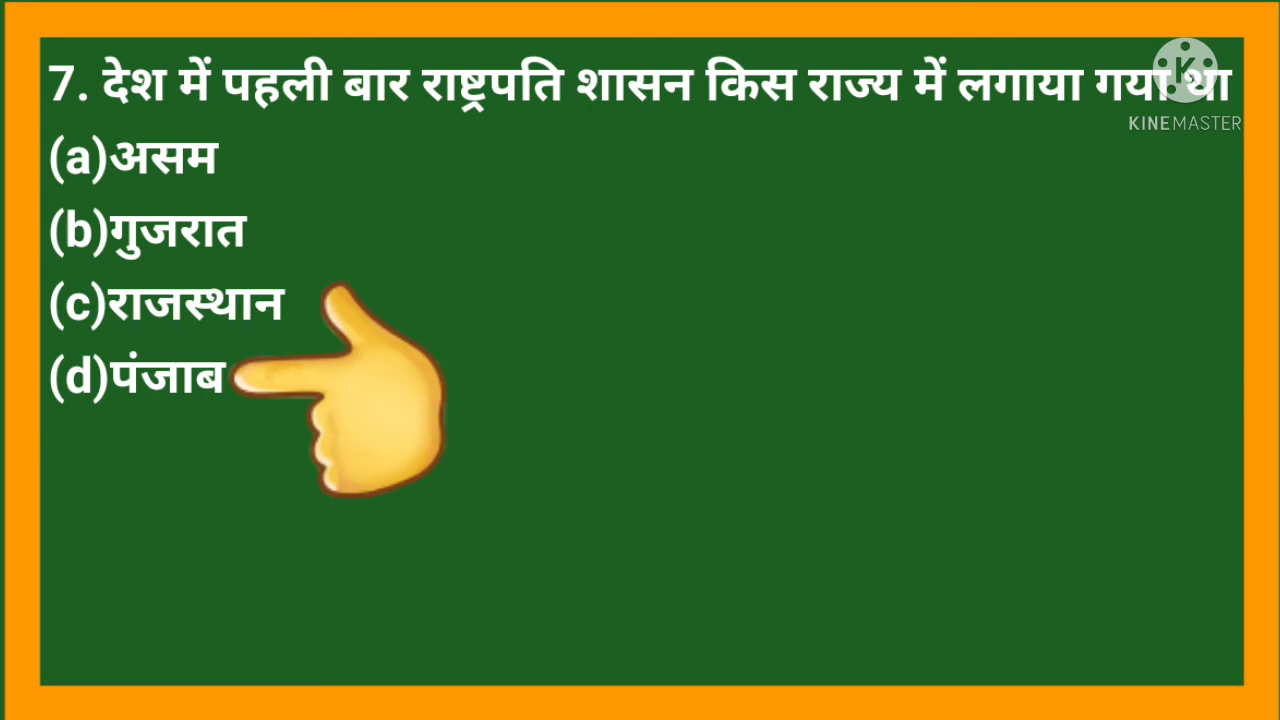 7. देश में पहली बार राष्ट्रपति शासन किस राज्य में लगाया गया था
KINEMASTER
(a)असम
(b)गुजरात
(c)राजस्थान
(d)पंजाब